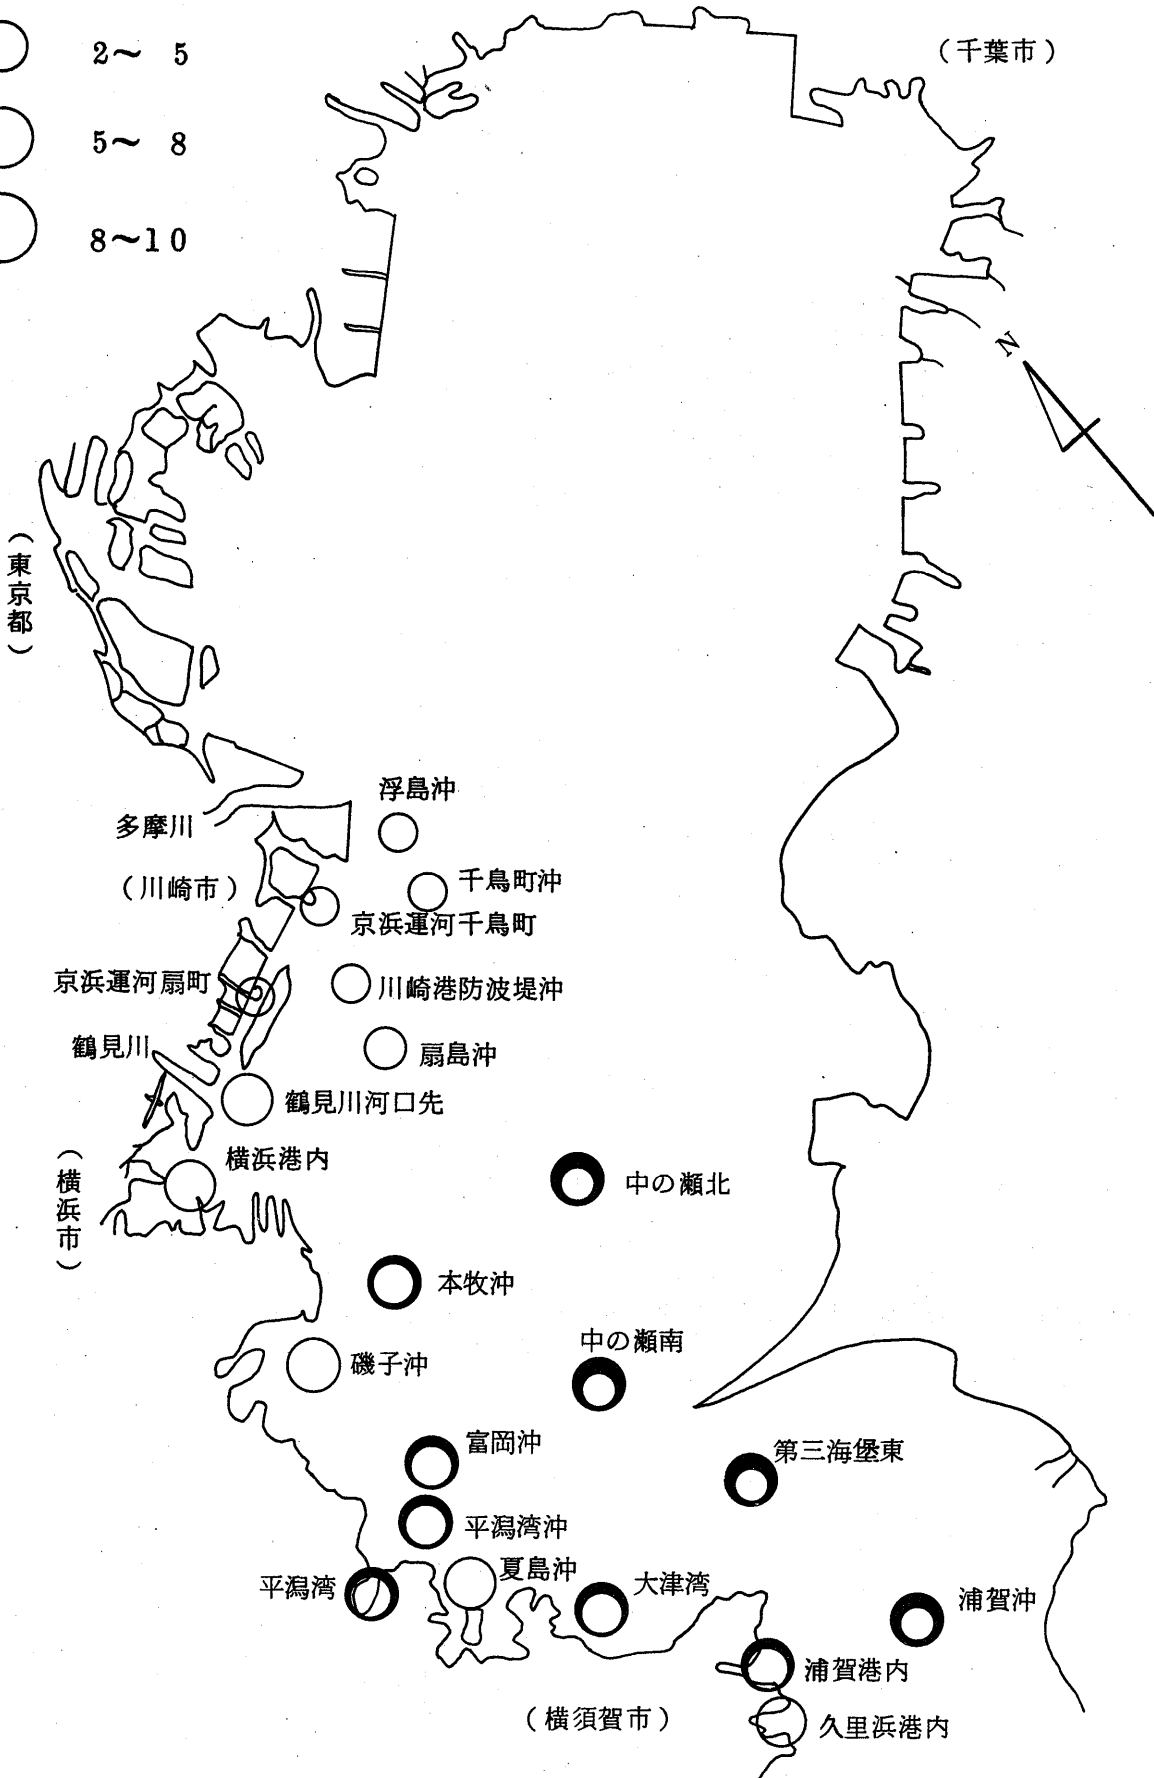 2～ 5
（千葉市）
5～ 8
8～10
N
（東京都）
浮島沖
多摩川
千鳥町沖
（川崎市）
京浜運河千鳥町
京浜運河扇町
川崎港防波堤沖
鶴見川
扇島沖
鶴見川河口先
横浜港内
（横浜市）
中の瀬北
本牧沖
中の瀬南
磯子沖
富岡沖
第三海堡東
平潟湾沖
夏島沖
平潟湾
大津湾
浦賀沖
浦賀港内
（横須賀市）
久里浜港内